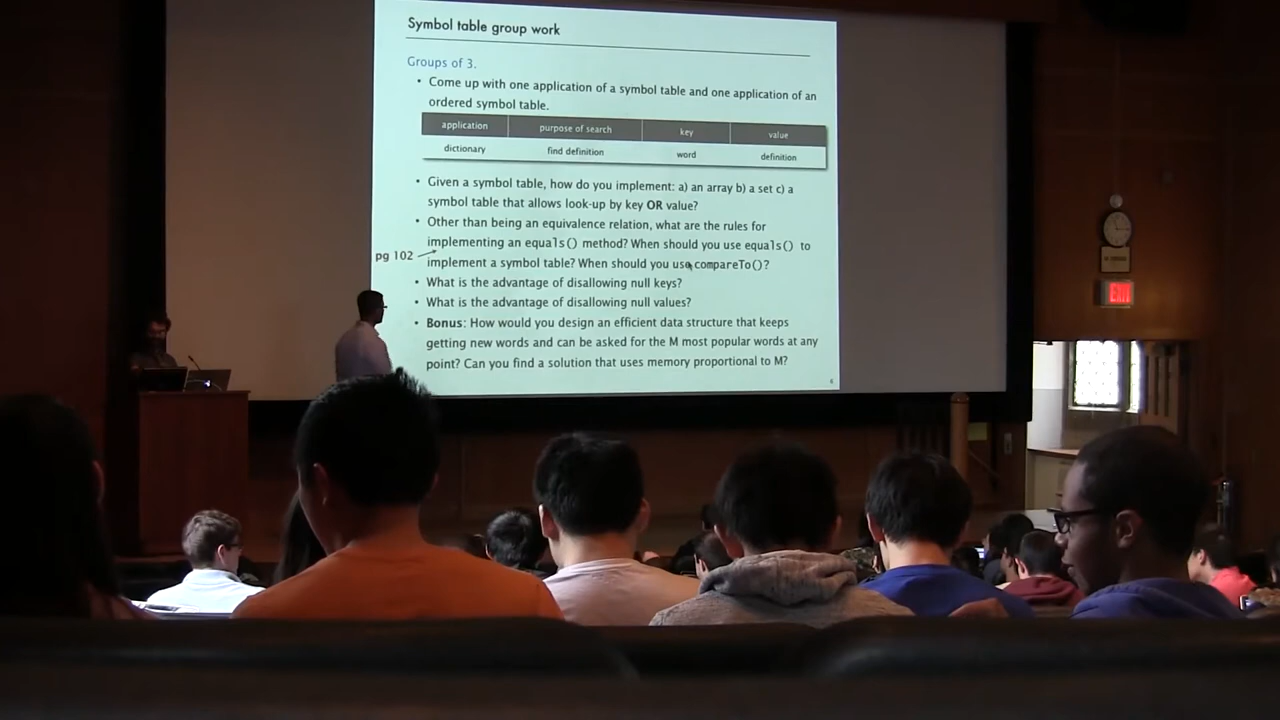 Symbol table group work
Groups of 3.
• Come up with one application of a symbol table and one application of an
ordered symbol table.
application purpose of search key value
dictionary find definition word definition
• Given a symbol table, how do you implement: a) an array b) a set c) a
symbol table that allows look-up by key OR value?
• Other than being an equivalence relation, what are the rules for
implementing an equals() method? When should you use equals() to
pg 102
implement a symbol table? When should you use compareTo()?
• What is the advantage of disallowing null keys?
• What is the advantage of disallowing null values?
• Bonus: How would you design an efficient data structure that keeps
getting new words and can be asked for the M most popular words at any
point? Can you find a solution that uses memory proportional to M?
EXIT